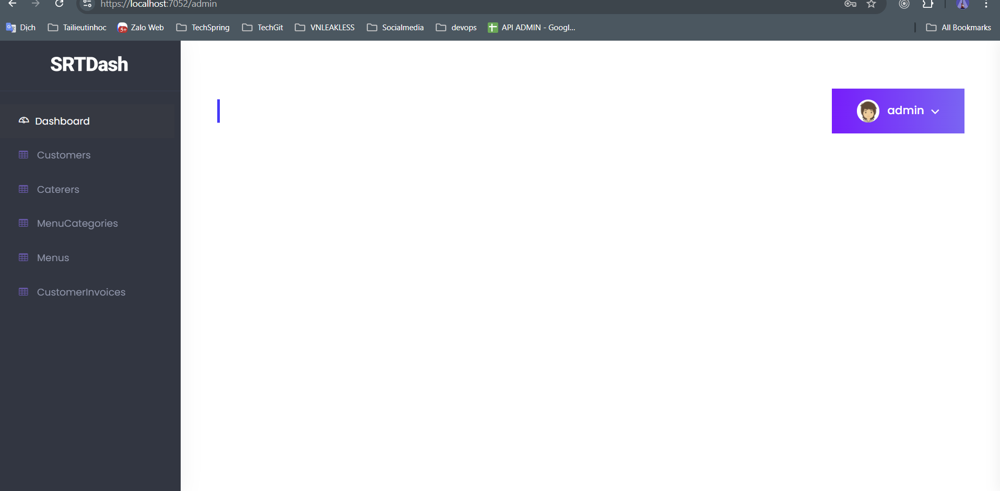 https://localhost:7052/admin
Dịch Tailieutinhoc 5+ Zalo Web TechSpring TechGit VNLEAKLESS Socialmedia devops API ADMIN - Googl... All Bookmarks
SRTDash
admin
Dashboard
Customers
Caterers
MenuCategories
Menus
CustomerInvoices